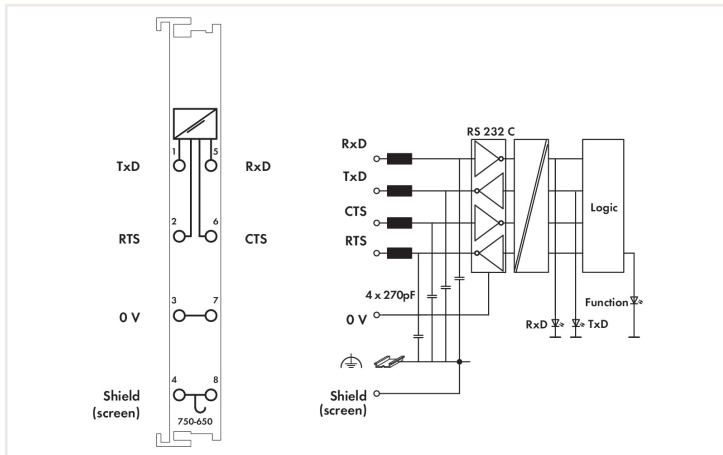 1
5
TxD
RxD
2
6
RTS
CTS
3
7
0 V
4
8
Shield
(screen)
750-650
RS 232 C
RxD
TxD
CTS
RTS
Logic
4 x 270pF
0 V
Function
RxD
TxD
Shield
(screen)